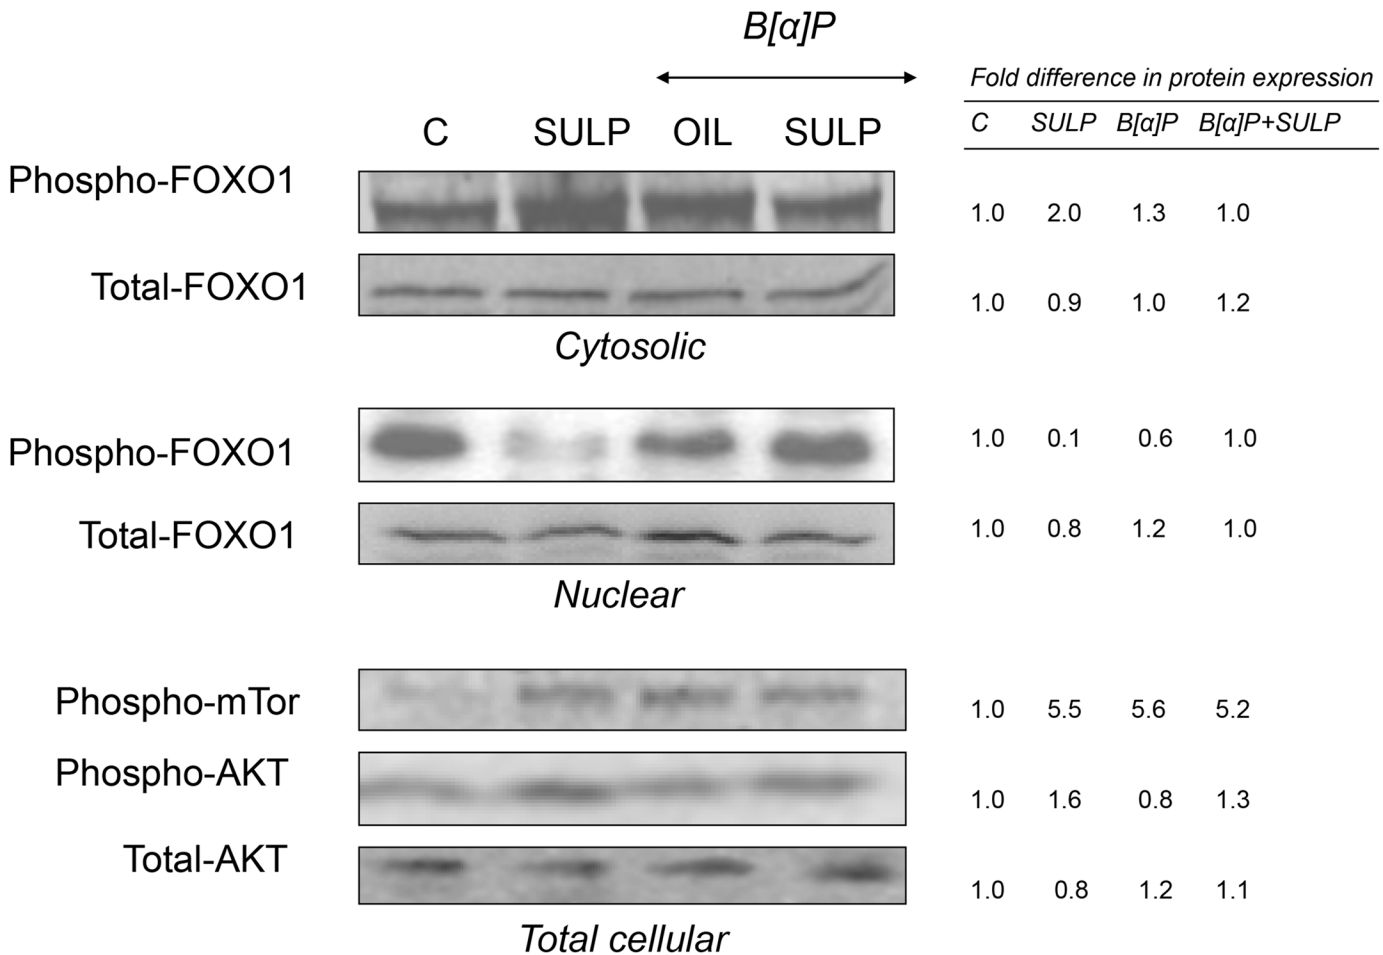 B[α]P
Fold difference in protein expression
C SULP OIL SULP
C SULP B[α]P B[α]P+SULP
Phospho-FOXO1
1.0 2.0 1.3 1.0
Total-FOXO1
1.0 0.9 1.0 1.2
Cytosolic
Phospho-FOXO1
1.0 0.1 0.6 1.0
Total-FOXO1
1.0 0.8 1.2 1.0
Nuclear
Phospho-mTor
1.0 5.5 5.6 5.2
Phospho-AKT
1.0 1.6 0.8 1.3
Total-AKT
1.0 0.8 1.2 1.1
Total cellular